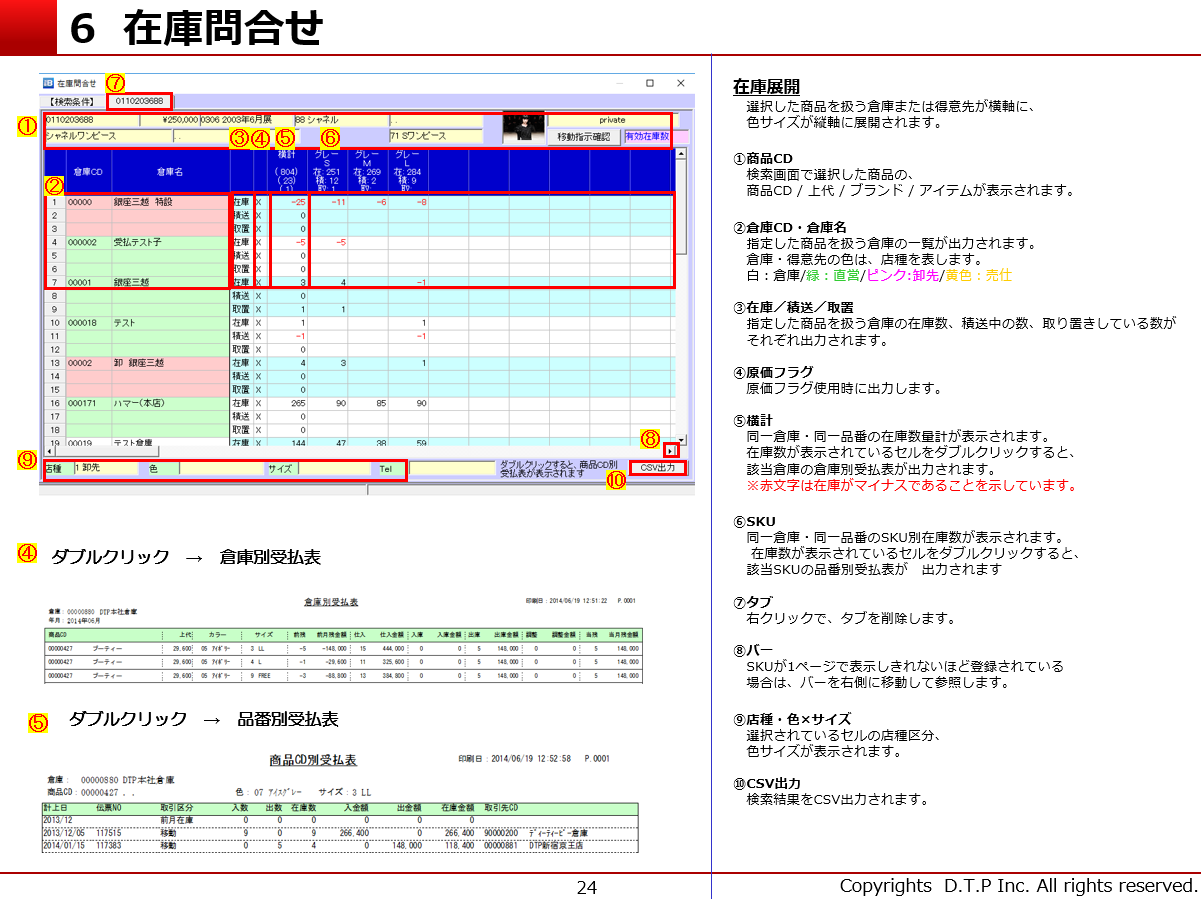 6 在庫問合せ
⑦
在庫問合せ
【検索条件】 0110203688
①
0110203688 ¥250,000 0306 2003年6月展 88 シャネル . . private
シャネルワンピース . . 71 Sワンピース 移動指示確認 有効在庫数
③ ④ ⑤ ⑥
倉庫CD 倉庫名 横計 グレー グレー グレー
S M L
(804) 在:251 在:269 在:284
(23) 積:12 積:2 積:9
(1) 取:1 取: 取:
②
1 00000 銀座三越 特設 在庫 X -25 -11 -6 -8
2 積送 X 0
3 取置 X 0
4 000002 受払テスト子 在庫 X -5 -5
5 積送 X 0
6 取置 X 0
7 00001 銀座三越 在庫 X 3 4 -1
8 積送 X 0
9 取置 X 1 1
10 000018 テスト 在庫 X 1 1
11 積送 X -1 -1
12 取置 X 0
13 00002 卸 銀座三越 在庫 X 4 3 1
14 積送 X 0
15 取置 X 0
16 000171 ハマー(本店) 在庫 X 265 90 85 90
17 積送 X 0
18 取置 X 0
19 00019 テスト倉庫 在庫 X 144 47 38 59
⑧
⑨
店種 1 卸先 色 サイズ Tel ダブルクリックすると、商品CD別
受払表が表示されます
CSV出力
⑩
④ ダブルクリック → 倉庫別受払表
倉庫別受払表 印刷日:2014/06/19 12:51:22 P.0001
倉庫: 00000880 DTP本社倉庫
年月: 2014年06月
商品CD 上代 カラー サイズ 前残 前月残金額 仕入 仕入金額 入庫 入庫金額 出庫 出庫金額 調整 調整金額 当残 当月残金額
00000427 ブーティー 29,600 05 ｱｲﾎﾞﾘｰ 3 LL -5 -148,000 15 444,000 0 0 5 148,000 0 0 5 148,000
00000427 ブーティー 29,600 05 ｱｲﾎﾞﾘｰ 4 L -1 -29,600 11 325,600 0 0 5 148,000 0 0 5 148,000
00000427 ブーティー 29,600 05 ｱｲﾎﾞﾘｰ 9 FREE -3 -88,800 13 384,800 0 0 5 148,000 0 0 5 148,000
⑤ ダブルクリック → 品番別受払表
商品CD別受払表 印刷日:2014/06/19 12:52:58 P.0001
倉庫: 00000880 DTP本社倉庫
商品CD:00000427 . . 色:07 ｱｲｽｸﾞﾚｰ サイズ:3 LL
計上日 伝票NO 取引区分 入数 出数 在庫数 入金額 出金額 在庫金額 取引先CD
2013/12 前月在庫 0 0 0 0 0 0
2013/12/05 117515 移動 9 0 9 266,400 0 266,400 90000200 ﾃﾞｨｰﾃｨｰﾋﾟｰ倉庫
2014/01/15 117383 移動 0 5 4 0 148,000 118,400 00000881 DTP新宿京王店
在庫展開
選択した商品を扱う倉庫または得意先が横軸に、
色サイズが縦軸に展開されます。
①商品CD
検索画面で選択した商品の、
商品CD / 上代 / ブランド / アイテムが表示されます。
②倉庫CD・倉庫名
指定した商品を扱う倉庫の一覧が出力されます。
倉庫・得意先の色は、店種を表します。
白：倉庫/緑：直営/ピンク:卸先/黄色：売仕
③在庫／積送／取置
指定した商品を扱う倉庫の在庫数、積送中の数、取り置きしている数が
それぞれ出力されます。
④原価フラグ
原価フラグ使用時に出力します。
⑤横計
同一倉庫・同一品番の在庫数量計が表示されます。
在庫数が表示されているセルをダブルクリックすると、
該当倉庫の倉庫別受払表が出力されます。
※赤文字は在庫がマイナスであることを示しています。
⑥SKU
同一倉庫・同一品番のSKU別在庫数が表示されます。
在庫数が表示されているセルをダブルクリックすると、
該当SKUの品番別受払表が 出力されます
⑦タブ
右クリックで、タブを削除します。
⑧バー
SKUが1ページで表示しきれないほど登録されている
場合は、バーを右側に移動して参照します。
⑨店種・色×サイズ
選択されているセルの店種区分、
色サイズが表示されます。
⑩CSV出力
検索結果をCSV出力されます。
24
Copyrights D.T.P Inc. All rights reserved.